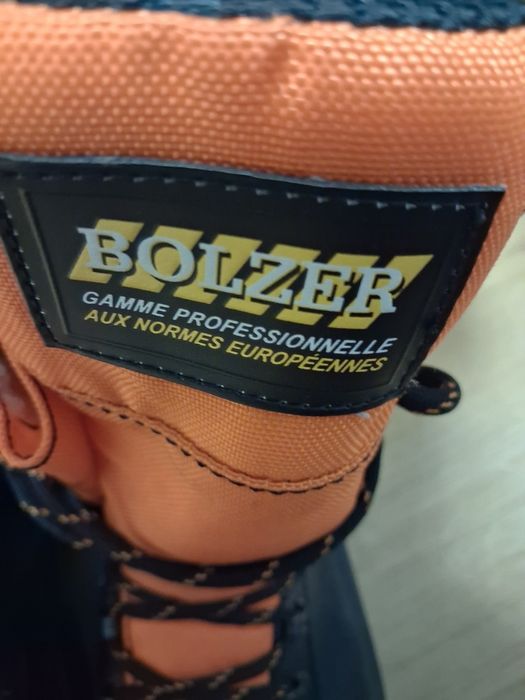 BOLZER
GAMME PROFESSIONNELLE
AUX NORMES EUROPÉENNES